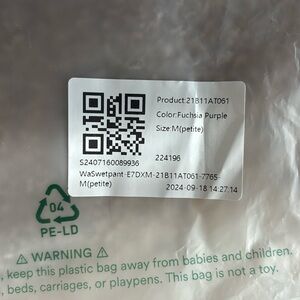 Product:21B11AT061
Color:Fuchsia Purple
Size:M(petite)
S2407160089936 224196
WaSwetpant-E7DXM-21B11AT061-7765-
M(petite) 2024-09-18 14:27:14
04
PE-LD
⚠ WARNING ⚠
, keep this plastic bag away from babies and children.
, beds, carriages, or playpens. This bag is not a toy.